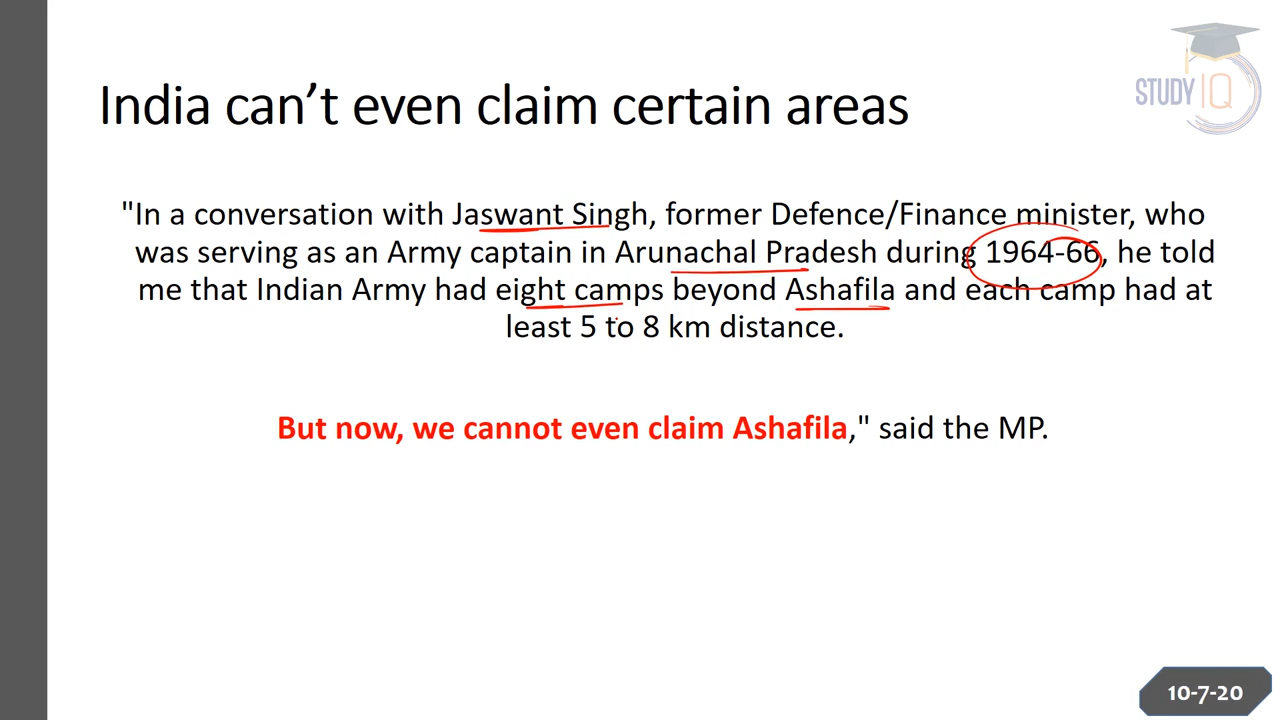 STUDY IQ
India can’t even claim certain areas
"In a conversation with Jaswant Singh, former Defence/Finance minister, who
was serving as an Army captain in Arunachal Pradesh during 1964-66, he told
me that Indian Army had eight camps beyond Ashafila and each camp had at
least 5 to 8 km distance.
But now, we cannot even claim Ashafila," said the MP.
10-7-20